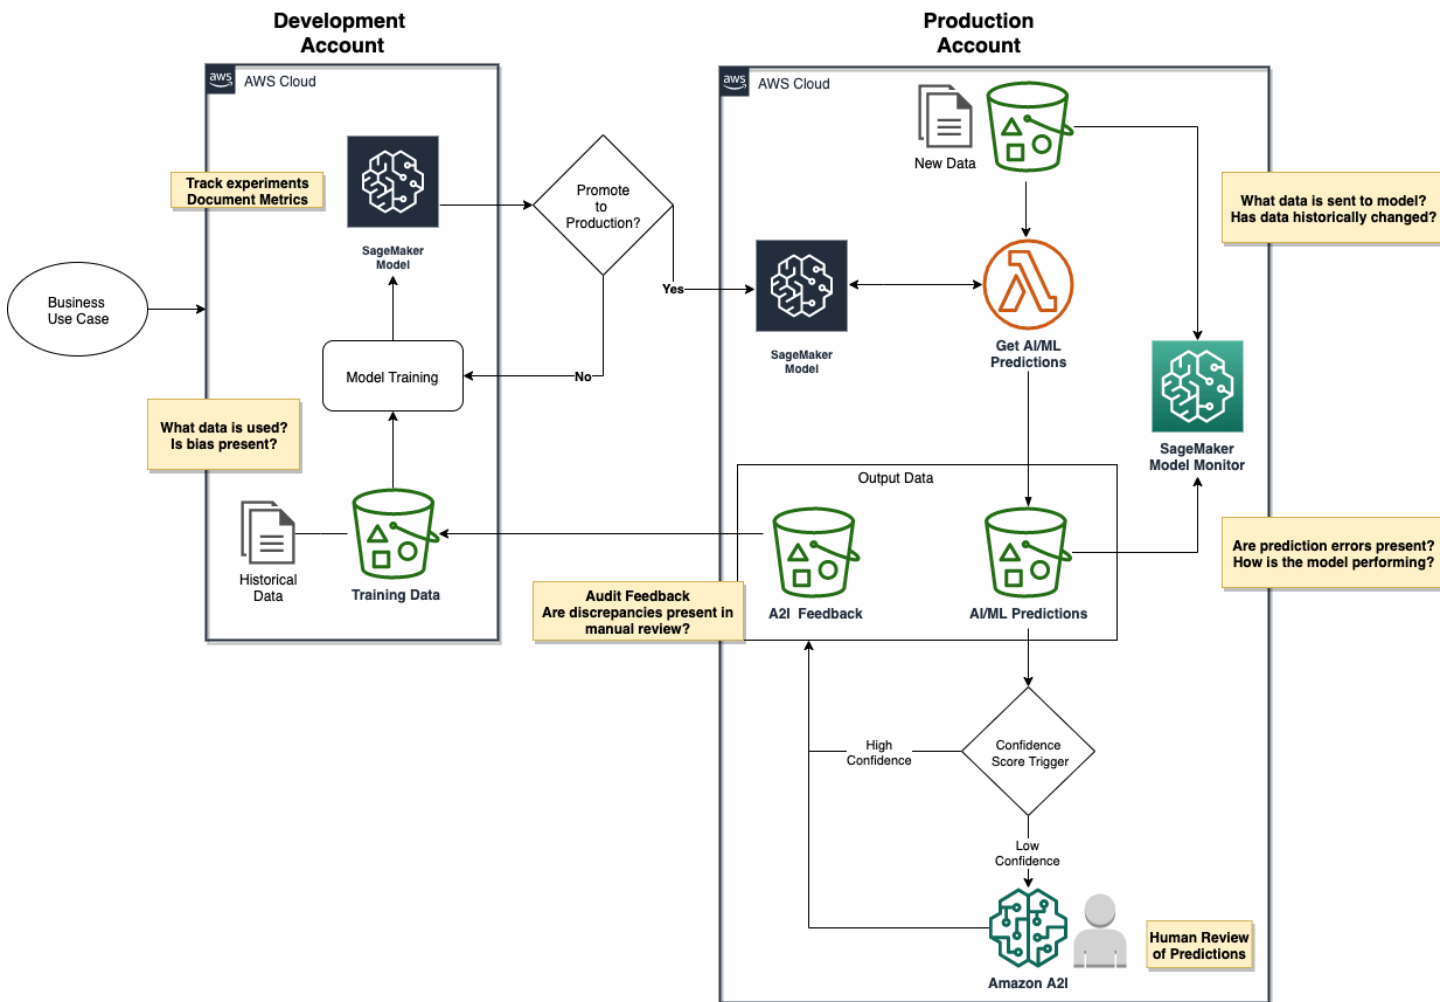 Development
Account
Production
Account
aws
AWS Cloud
aws
AWS Cloud
New Data
Track experiments
Document Metrics
Promote
to
Production?
What data is sent to model?
Has data historically changed?
SageMaker
Model
Business
Use Case
Yes
Get AI/ML
Predictions
SageMaker
Model
Model Training
No
What data is used?
Is bias present?
SageMaker
Model Monitor
Output Data
Historical
Data
Training Data
Are prediction errors present?
How is the model performing?
Audit Feedback
Are discrepancies present in
manual review?
A2I Feedback
AI/ML Predictions
High
Confidence
Confidence
Score Trigger
Low
Confidence
Human Review
of Predictions
Amazon A2I